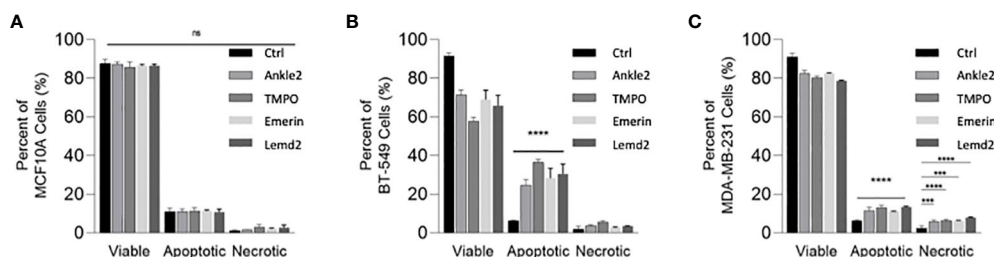 A
ns
100
80
60
40
20
0
Percent of
MCF10A Cells (%)
Ctrl
Ankle2
TMPO
Emerin
Lemd2
Viable Apoptotic Necrotic
B
100
80
60
40
20
0
Percent of
BT-549 Cells (%)
****
Ctrl
Ankle2
TMPO
Emerin
Lemd2
Viable Apoptotic Necrotic
C
100
80
60
40
20
0
Percent of
MDA-MB-231 Cells (%)
Ctrl
Ankle2
TMPO
Emerin
Lemd2
****
****
***
****
***
Viable Apoptotic Necrotic